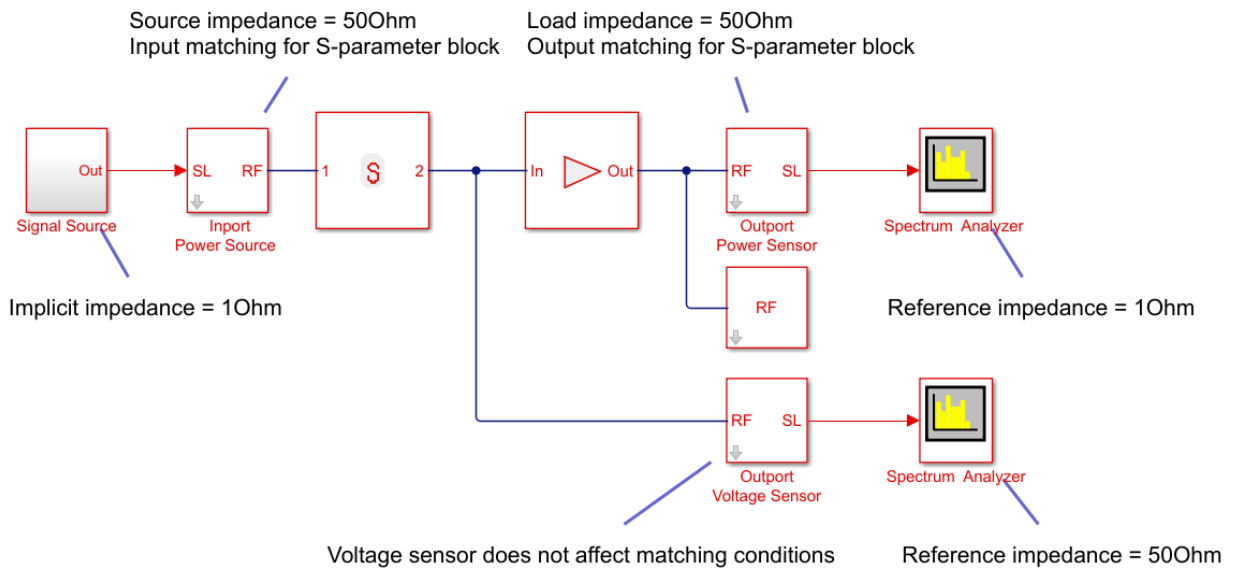 Source impedance = 50Ohm
Input matching for S-parameter block
Load impedance = 50Ohm
Output matching for S-parameter block
Out
SL
RF
1
S
2
In
Out
RF
SL
Signal Source
Inport
Power Source
Outport
Power Sensor
Spectrum Analyzer
Implicit impedance = 1Ohm
RF
Reference impedance = 1Ohm
RF
SL
Outport
Voltage Sensor
Spectrum Analyzer
Voltage sensor does not affect matching conditions
Reference impedance = 50Ohm